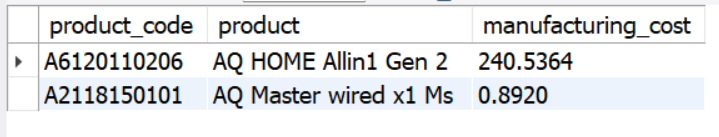 product_code product manufacturing_cost
A6120110206 AQ HOME Allin1 Gen 2 240.5364
A2118150101 AQ Master wired x1 Ms 0.8920